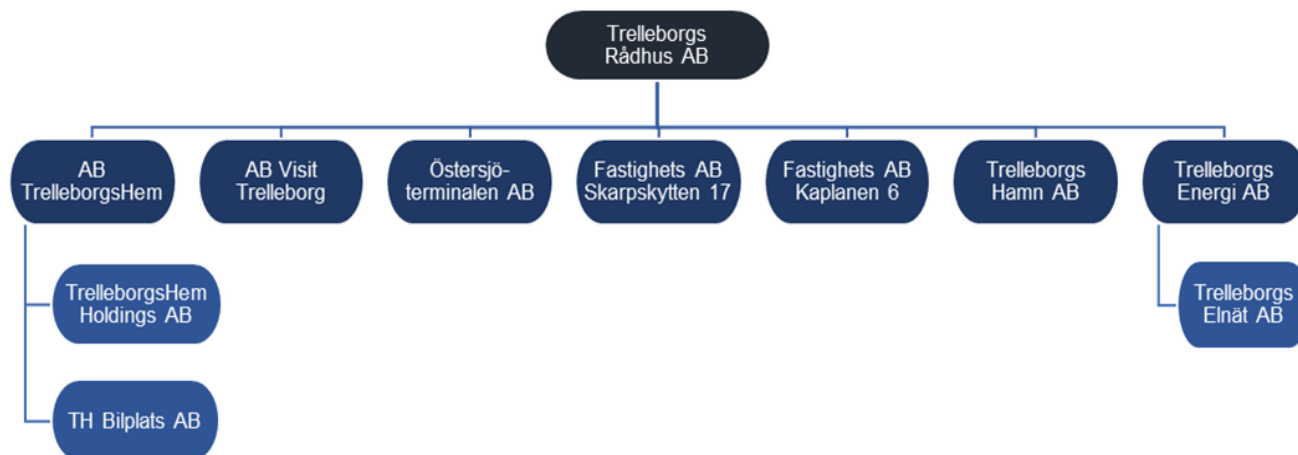 Trelleborgs
Rådhus AB
AB
TrelleborgsHem
AB Visit
Trelleborg
Östersjö-
terminalen AB
Fastighets AB
Skarpskytten 17
Fastighets AB
Kaplanen 6
Trelleborgs
Hamn AB
Trelleborgs
Energi AB
TrelleborgsHem
Holdings AB
Trelleborgs
Elnät AB
TH Bilplats AB